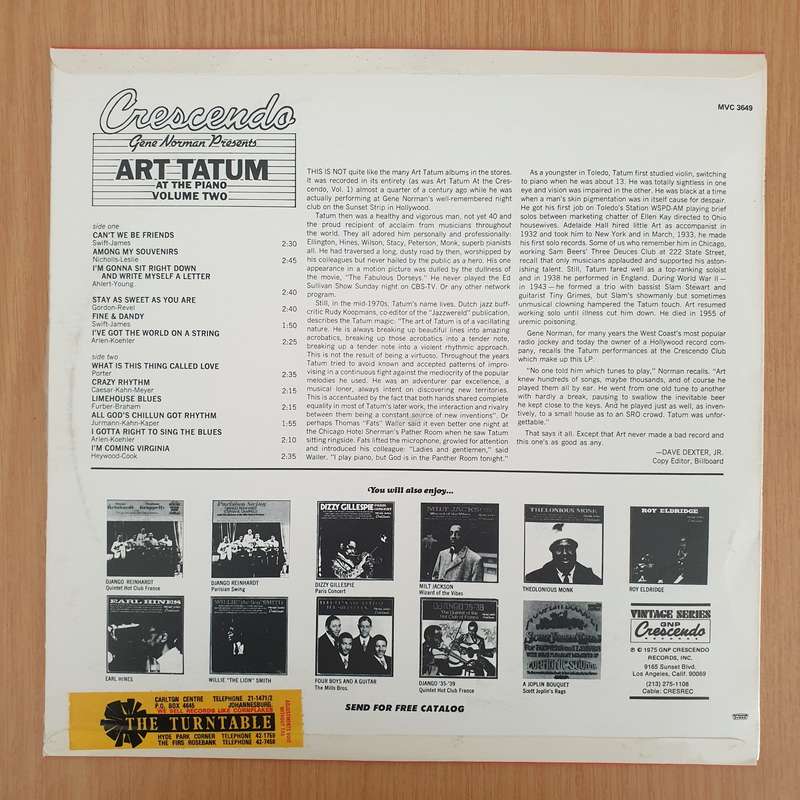 MVC 3649
Crescendo
Gene Norman Presents
ART TATUM
AT THE PIANO
VOLUME TWO
side one
CAN'T WE BE FRIENDS
Swift-James 2:30
AMONG MY SOUVENIRS
Nicholls-Leslie 2:45
I'M GONNA SIT RIGHT DOWN
AND WRITE MYSELF A LETTER
Ahlert-Young
2:40
STAY AS SWEET AS YOU ARE
Gordon-Revel 2:40
FINE & DANDY
Swift-James 1:50
I'VE GOT THE WORLD ON A STRING
Arlen-Koehler 2:25
side two
WHAT IS THIS THING CALLED LOVE
Porter 2:35
CRAZY RHYTHM
Caesar-Kahn-Meyer 2:15
LIMEHOUSE BLUES
Furber-Braham 2:15
ALL GOD'S CHILLUN GOT RHYTHM
Jurmann-Kahn-Kaper 1:55
I GOTTA RIGHT TO SING THE BLUES
Arlen-Koehler 2:10
I'M COMING VIRGINIA
Heywood-Cook 2:35
THIS IS NOT quite like the many Art Tatum albums in the stores.
It was recorded in its entirety (as was Art Tatum At the Cres-
cendo, Vol. 1) almost a quarter of a century ago while he was
actually performing at Gene Norman's well-remembered night
club on the Sunset Strip in Hollywood.
Tatum then was a healthy and vigorous man, not yet 40 and
the proud recipient of acclaim from musicians throughout
the world. They all adored him personally and professionally:
Ellington, Hines, Wilson, Stacy, Peterson, Monk, superb pianists
all. He had traversed a long, dusty road by then, worshipped by
his colleagues but never hailed by the public as a hero. His one
appearance in a motion picture was dulled by the dullness of
the movie, "The Fabulous Dorseys." He never played the Ed
Sullivan Show Sunday night on CBS-TV. Or any other network
program.
Still, in the mid-1970s, Tatum's name lives. Dutch jazz buff-
critic Rudy Koopmans, co-editor of the "Jazzwereld" publication,
describes the Tatum magic: "The art of Tatum is of a vacillating
nature. He is always breaking up beautiful lines into amazing
acrobatics, breaking up those acrobatics into a tender note,
breaking up a tender note into a violent rhythmic approach.
This is not the result of being a virtuoso. Throughout the years
Tatum tried to avoid known and accepted patterns of impro-
vising in a continuous fight against the mediocrity of the popular
melodies he used. He was an adventurer par excellence, a
musical loner, always intent on discovering new territories.
This is accentuated by the fact that both hands shared complete
equality in most of Tatum's later work, the interaction and rivalry
between them being a constant source of new inventions". Or
perhaps Thomas "Fats" Waller said it even better one night at
the Chicago Hotel Sherman's Panther Room when he saw Tatum
sitting ringside. Fats lifted the microphone, growled for attention
and introduced his colleague: "Ladies and gentlemen," said
Waller, "I play piano, but God is in the Panther Room tonight."
As a youngster in Toledo, Tatum first studied violin, switching
to piano when he was about 13. He was totally sightless in one
eye and vision was impaired in the other. He was black at a time
when a man's skin pigmentation was in itself cause for despair.
He got his first job on Toledo's Station WSPD-AM playing brief
solos between marketing chatter of Ellen Kay directed to Ohio
housewives. Adelaide Hall hired little Art as accompanist in
1932 and took him to New York and in March, 1933, he made
his first solo records. Some of us who remember him in Chicago,
working Sam Beers' Three Deuces Club at 222 State Street,
recall that only musicians applauded and supported his aston-
ishing talent. Still, Tatum fared well as a top-ranking soloist
and in 1938 he performed in England. During World War II —
in 1943 — he formed a trio with bassist Slam Stewart and
guitarist Tiny Grimes, but Slam's showmanly but sometimes
unmusical clowning hampered the Tatum touch. Art resumed
working solo until illness cut him down. He died in 1955 of
uremic poisoning.
Gene Norman, for many years the West Coast's most popular
radio jockey and today the owner of a Hollywood record com-
pany, recalls the Tatum performances at the Crescendo Club
which make up this LP.
"No one told him which tunes to play," Norman recalls. "Art
knew hundreds of songs, maybe thousands, and of course he
played them all by ear. He went from one old tune to another
with hardly a break, pausing to swallow the inevitable beer
he kept close to the keys. And he played just as well, as inven-
tively, to a small house as to an SRO crowd. Tatum was unfor-
gettable."
That says it all. Except that Art never made a bad record and
this one's as good as any.
—DAVE DEXTER, JR.
Copy Editor, Billboard
You will also enjoy...
DJANGO REINHARDT
Quintet Hot Club France
DJANGO REINHARDT
Parisian Swing
DIZZY GILLESPIE
DIZZY GILLESPIE
Paris Concert
MILT JACKSON
MILT JACKSON
Wizard of the Vibes
THELONIOUS MONK
THEOLONIOUS MONK
ROY ELDRIDGE
ROY ELDRIDGE
EARL HINES
EARL HINES
WILLIE "THE LION" SMITH
FOUR BOYS AND A GUITAR
The Mills Bros.
DJANGO '35-'39
DJANGO '35-'39
Quintet Hot Club France
A JOPLIN BOUQUET
Scott Joplin's Rags
VINTAGE SERIES
GNP
Crescendo
℗ © 1975 GNP CRESCENDO
RECORDS, INC.
9165 Sunset Blvd.
Los Angeles, Calif. 90069
(213) 275-1108
Cable: CRESREC
SEND FOR FREE CATALOG
CARLTON CENTRE TELEPHONE 21-1471/2
P.O. BOX 4645 JOHANNESBURG
WE SELL RECORDS LIKE CORNFLAKES
THE TURNTABLE
HYDE PARK CORNER TELEPHONE 42-1759
THE FIRS ROSEBANK TELEPHONE 42-7450